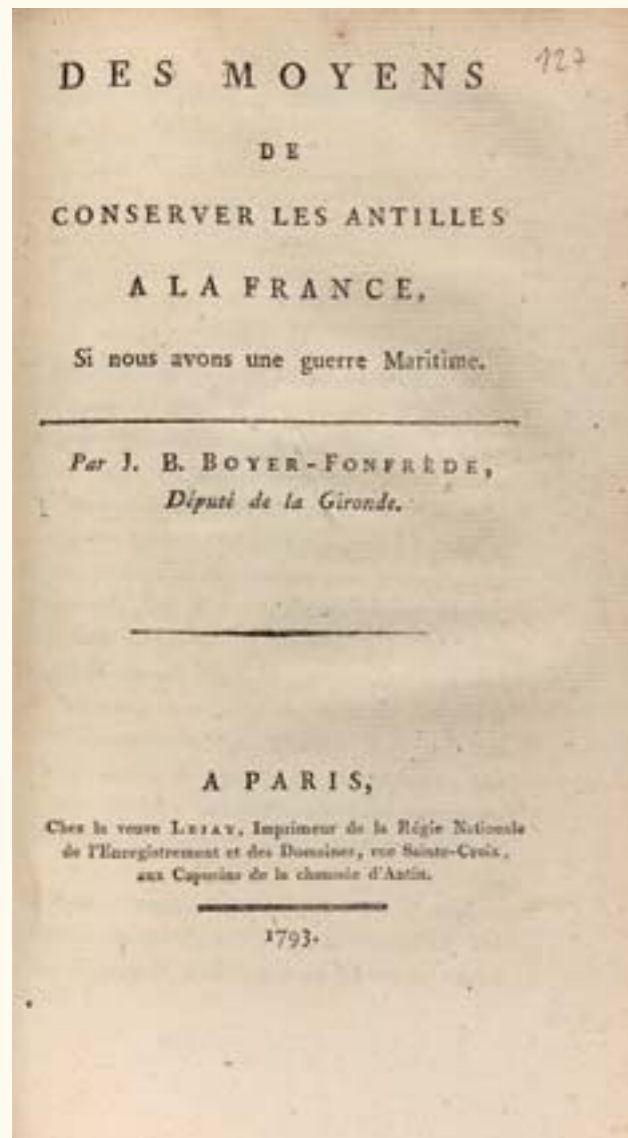 127
DES MOYENS
DE
CONSERVER LES ANTILLES
A LA FRANCE,
Si nous avons une guerre Maritime.
Par J. B. BOYER-FONFRÈDE,
Député de la Gironde.
A PARIS,
Chez la veuve LEJAY, Imprimeur de la Régie Nationale
de l'Enregistrement et des Domaines, rue Sainte-Croix,
aux Capucins de la chaussée d'Antin.
1793.